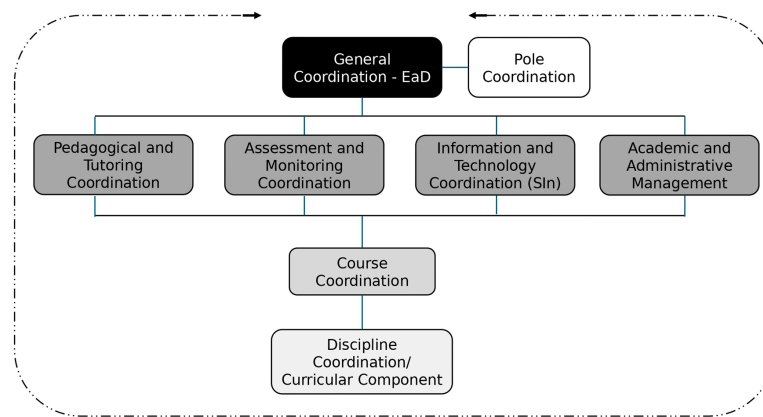 General
Coordination - EaD
Pole
Coordination
Pedagogical and
Tutoring
Coordination
Assessment and
Monitoring
Coordination
Information and
Technology
Coordination (SIn)
Academic and
Administrative
Management
Course
Coordination
Discipline
Coordination/
Curricular Component